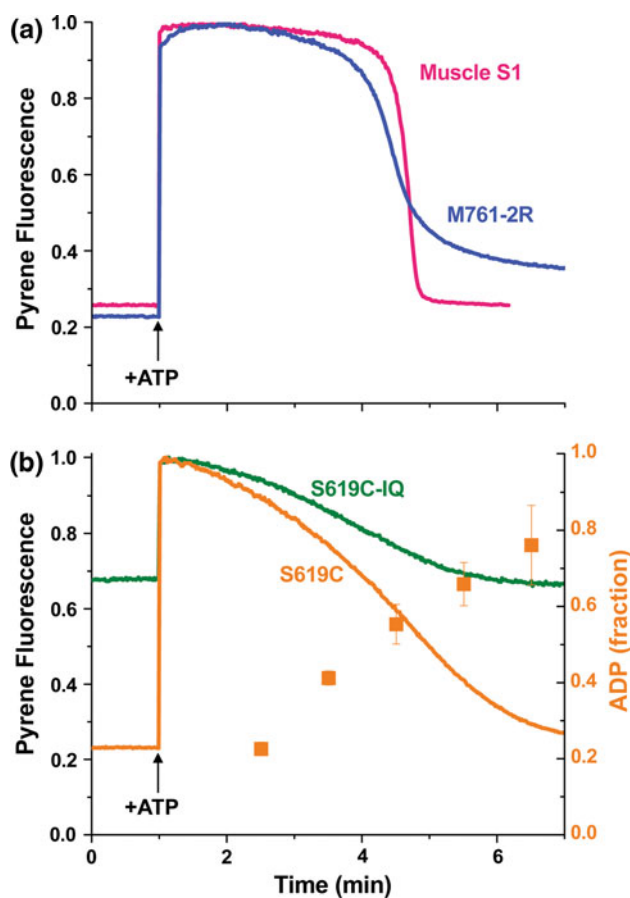 (a)
1.0
0.8
0.6
0.4
0.2
0.0
Pyrene Fluorescence
Muscle S1
M761-2R
+ATP
(b)
1.0
0.8
0.6
0.4
0.2
0.0
Pyrene Fluorescence
S619C-IQ
S619C
+ATP
1.0
0.8
0.6
0.4
0.2
0.0
ADP (fraction)
0 2 4 6
Time (min)